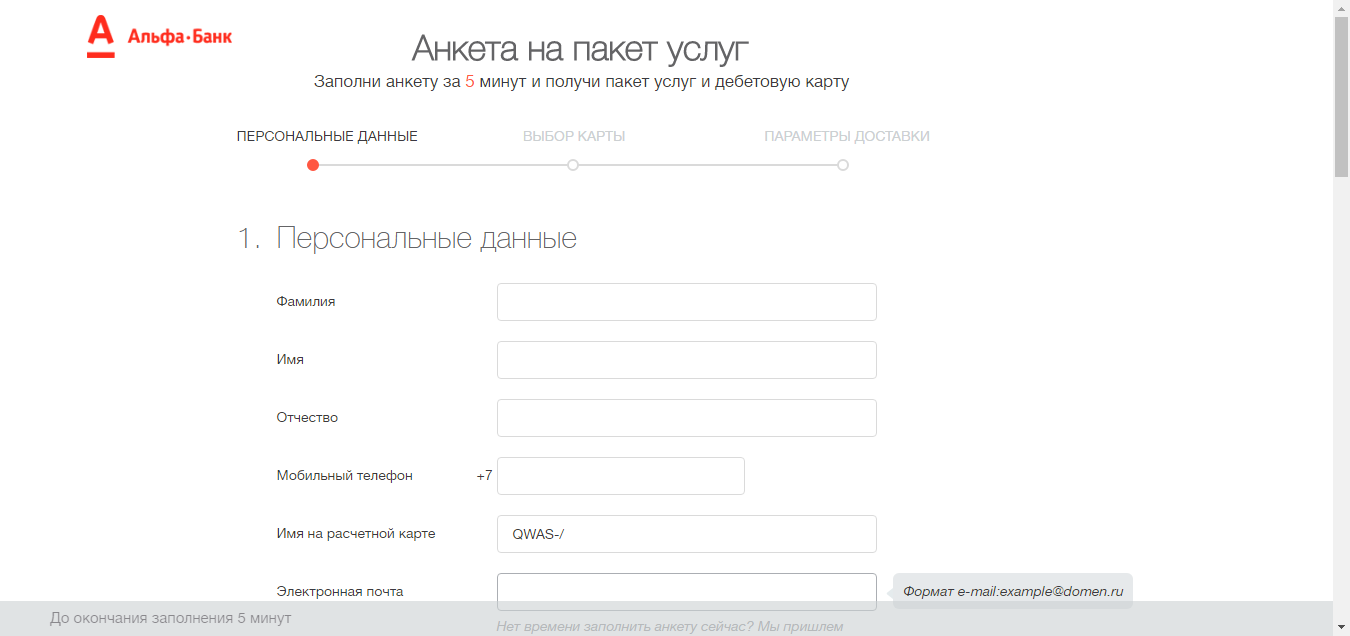 Альфа·Банк
Анкета на пакет услуг
Заполни анкету за 5 минут и получи пакет услуг и дебетовую карту
ПЕРСОНАЛЬНЫЕ ДАННЫЕ ВЫБОР КАРТЫ ПАРАМЕТРЫ ДОСТАВКИ
1. Персональные данные
Фамилия
Имя
Отчество
Мобильный телефон +7
Имя на расчетной карте QWAS-/
Электронная почта Формат e-mail:example@domen.ru
До окончания заполнения 5 минут
Нет времени заполнить анкету сейчас? Мы пришлем